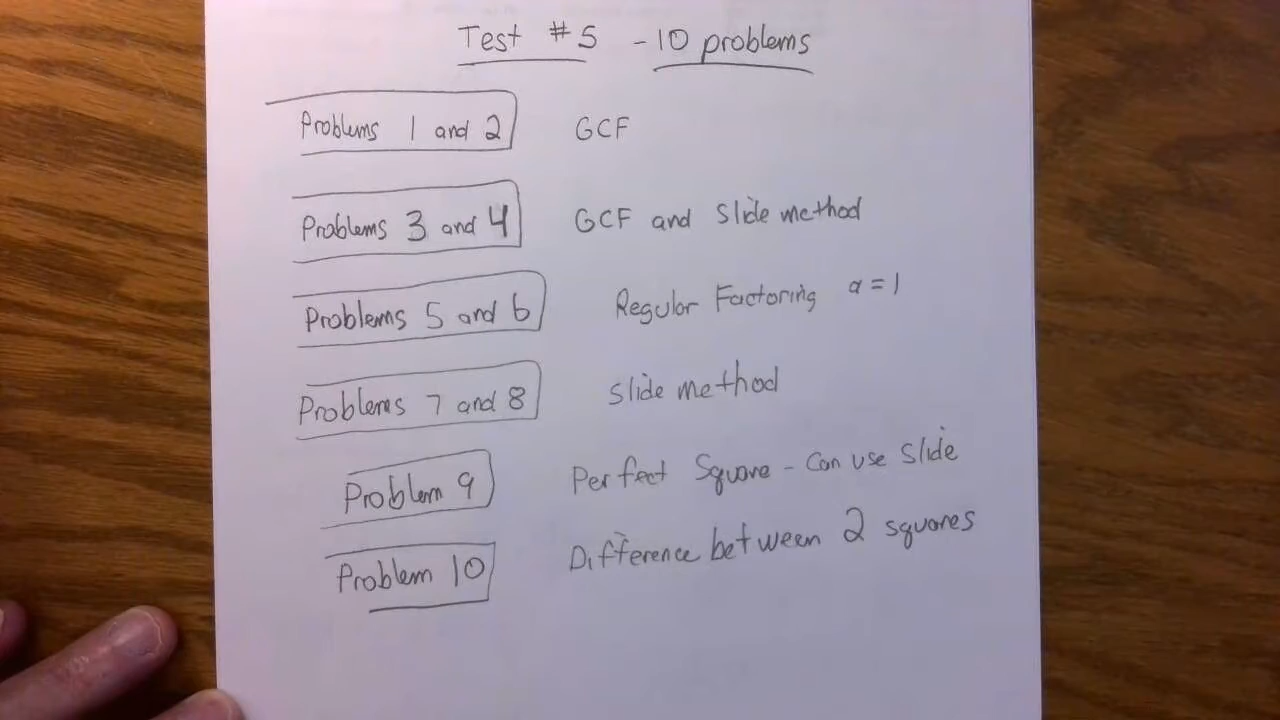 Test #5 - 10 problems
Problems 1 and 2 GCF
Problems 3 and 4 GCF and Slide method
Problems 5 and 6 Regular Factoring a = 1
Problems 7 and 8 Slide method
Problem 9 Perfect Square - Can use Slide
Problem 10 Difference between 2 squares